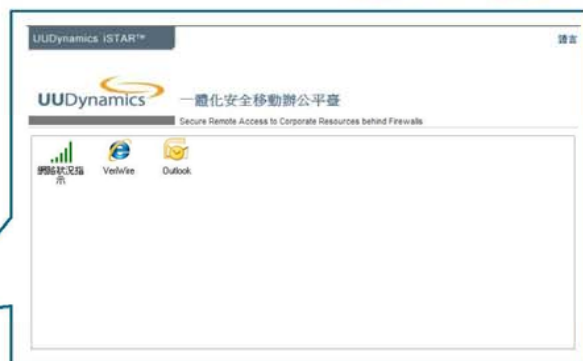 UUDynamics iSTAR™
語言
UUDynamics
一體化安全移動辦公平臺
Secure Remote Access to Corporate Resources behind Firewalls
網路狀況指示
VeriWire
Outlook